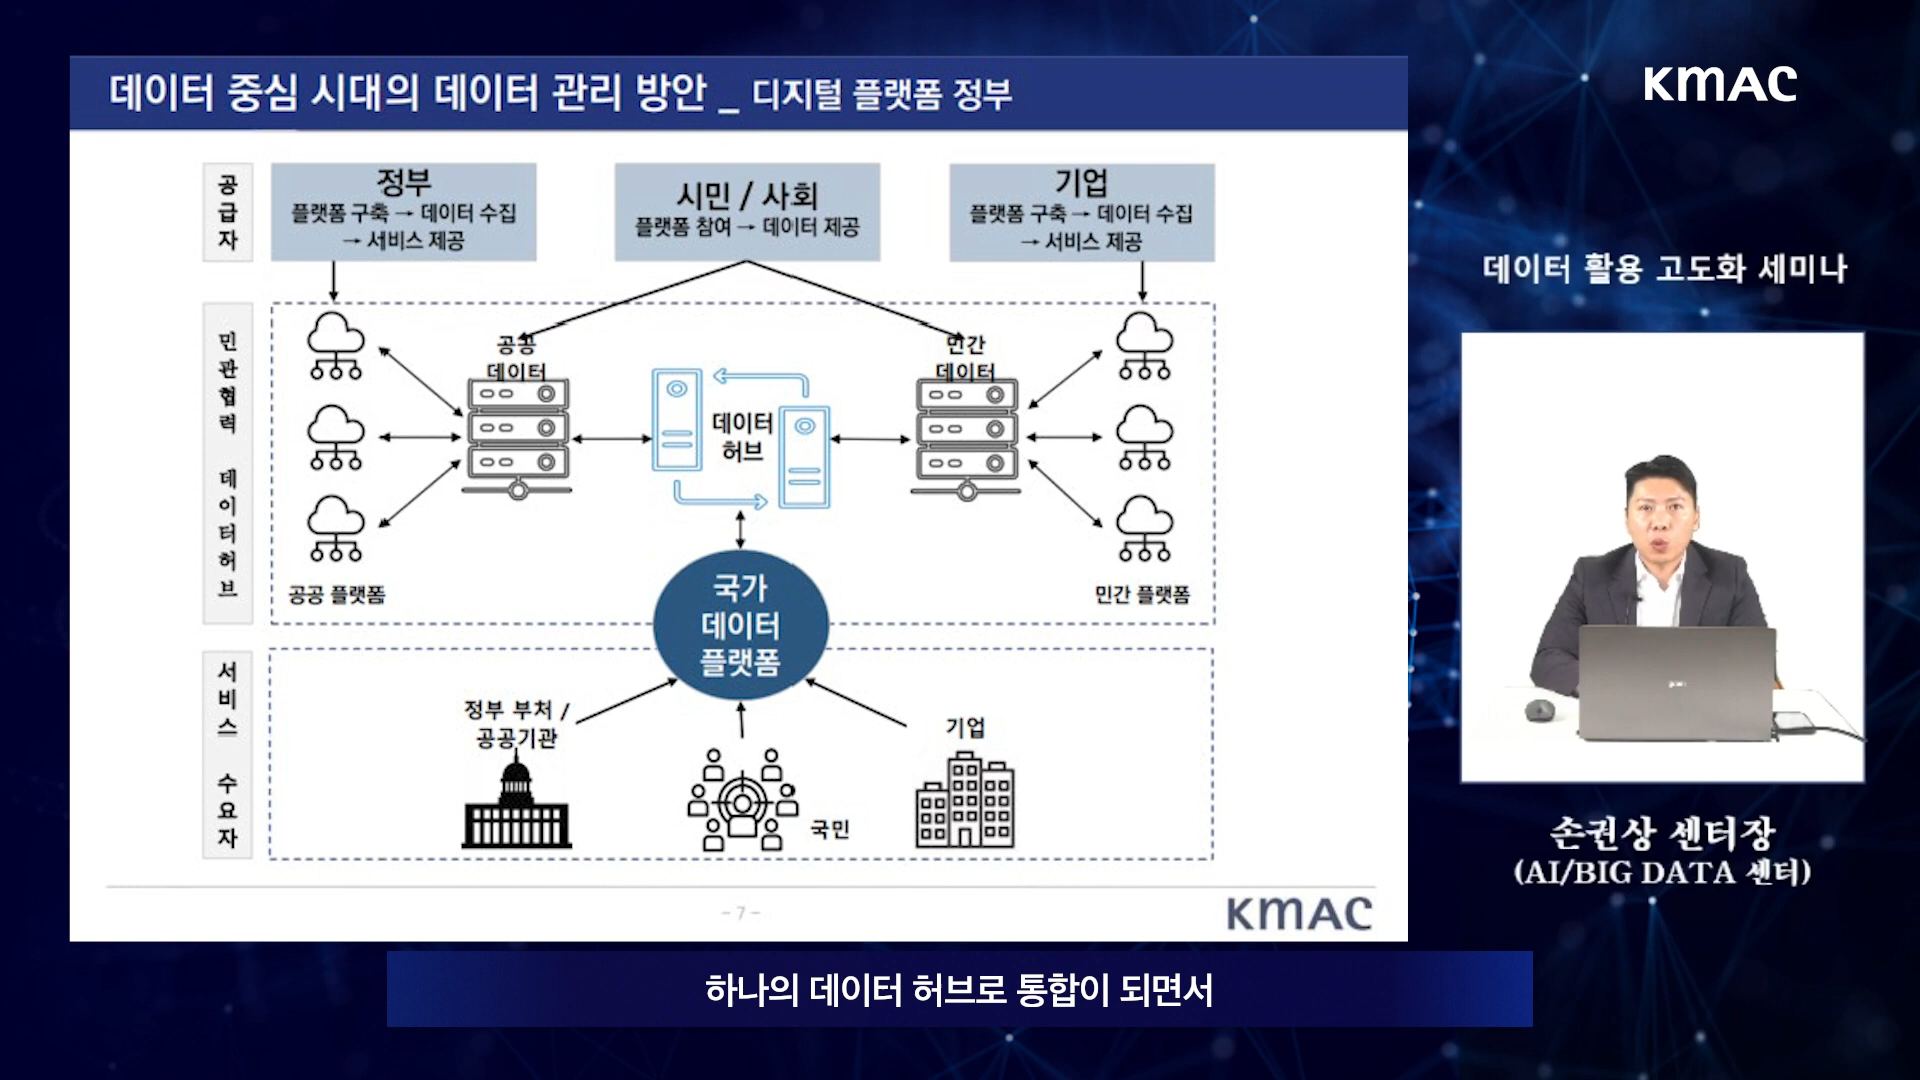 데이터 중심 시대의 데이터 관리 방안 _ 디지털 플랫폼 정부
KMAC
공급자
정부
플랫폼 구축 → 데이터 수집
→ 서비스 제공
시민 / 사회
플랫폼 참여 → 데이터 제공
기업
플랫폼 구축 → 데이터 수집
→ 서비스 제공
민관협력 데이터허브
공공
데이터
데이터
허브
민간
데이터
공공 플랫폼
민간 플랫폼
국가
데이터
플랫폼
서비스 수요자
정부 부처 /
공공기관
국민
기업
- 7 -
KMAC
데이터 활용 고도화 세미나
손권상 센터장
(AI/BIG DATA 센터)
하나의 데이터 허브로 통합이 되면서